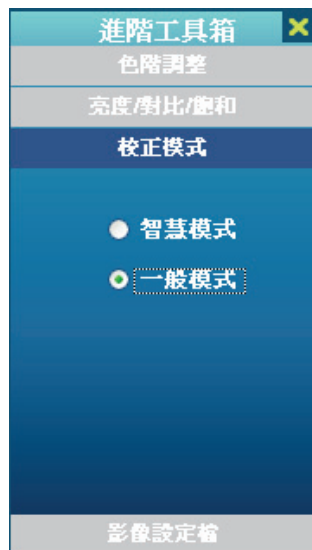 進階工具箱
色階調整
亮度/對比/飽和
校正模式
智慧模式
一般模式
影像設定檔